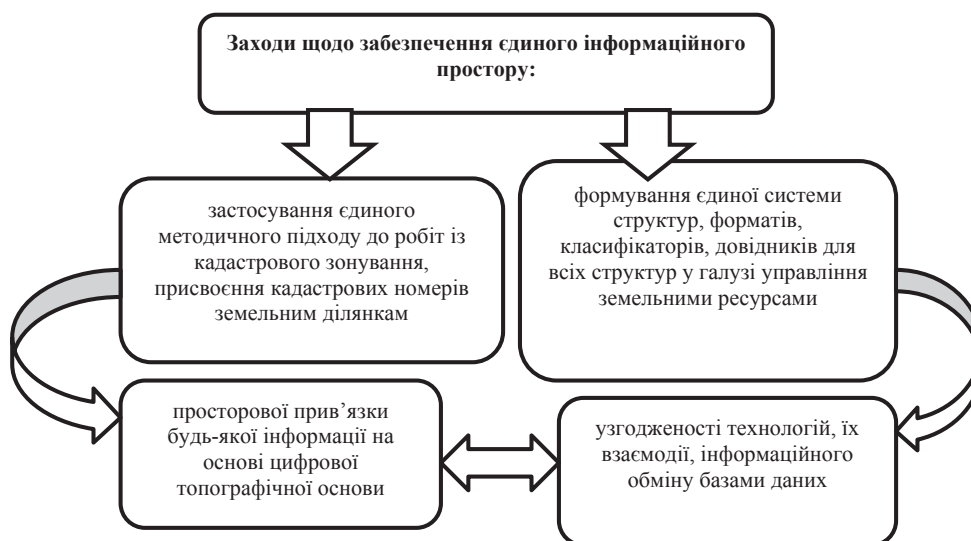 Заходи щодо забезпечення єдиного інформаційного
простору:
застосування єдиного
методичного підходу до робіт із
кадастрового зонування,
присвоєння кадастрових номерів
земельним ділянкам
формування єдиної системи
структур, форматів,
класифікаторів, довідників для
всіх структур у галузі управління
земельними ресурсами
просторової прив’язки
будь-якої інформації на
основі цифрової
топографічної основи
узгодженості технологій, їх
взаємодії, інформаційного
обміну базами даних